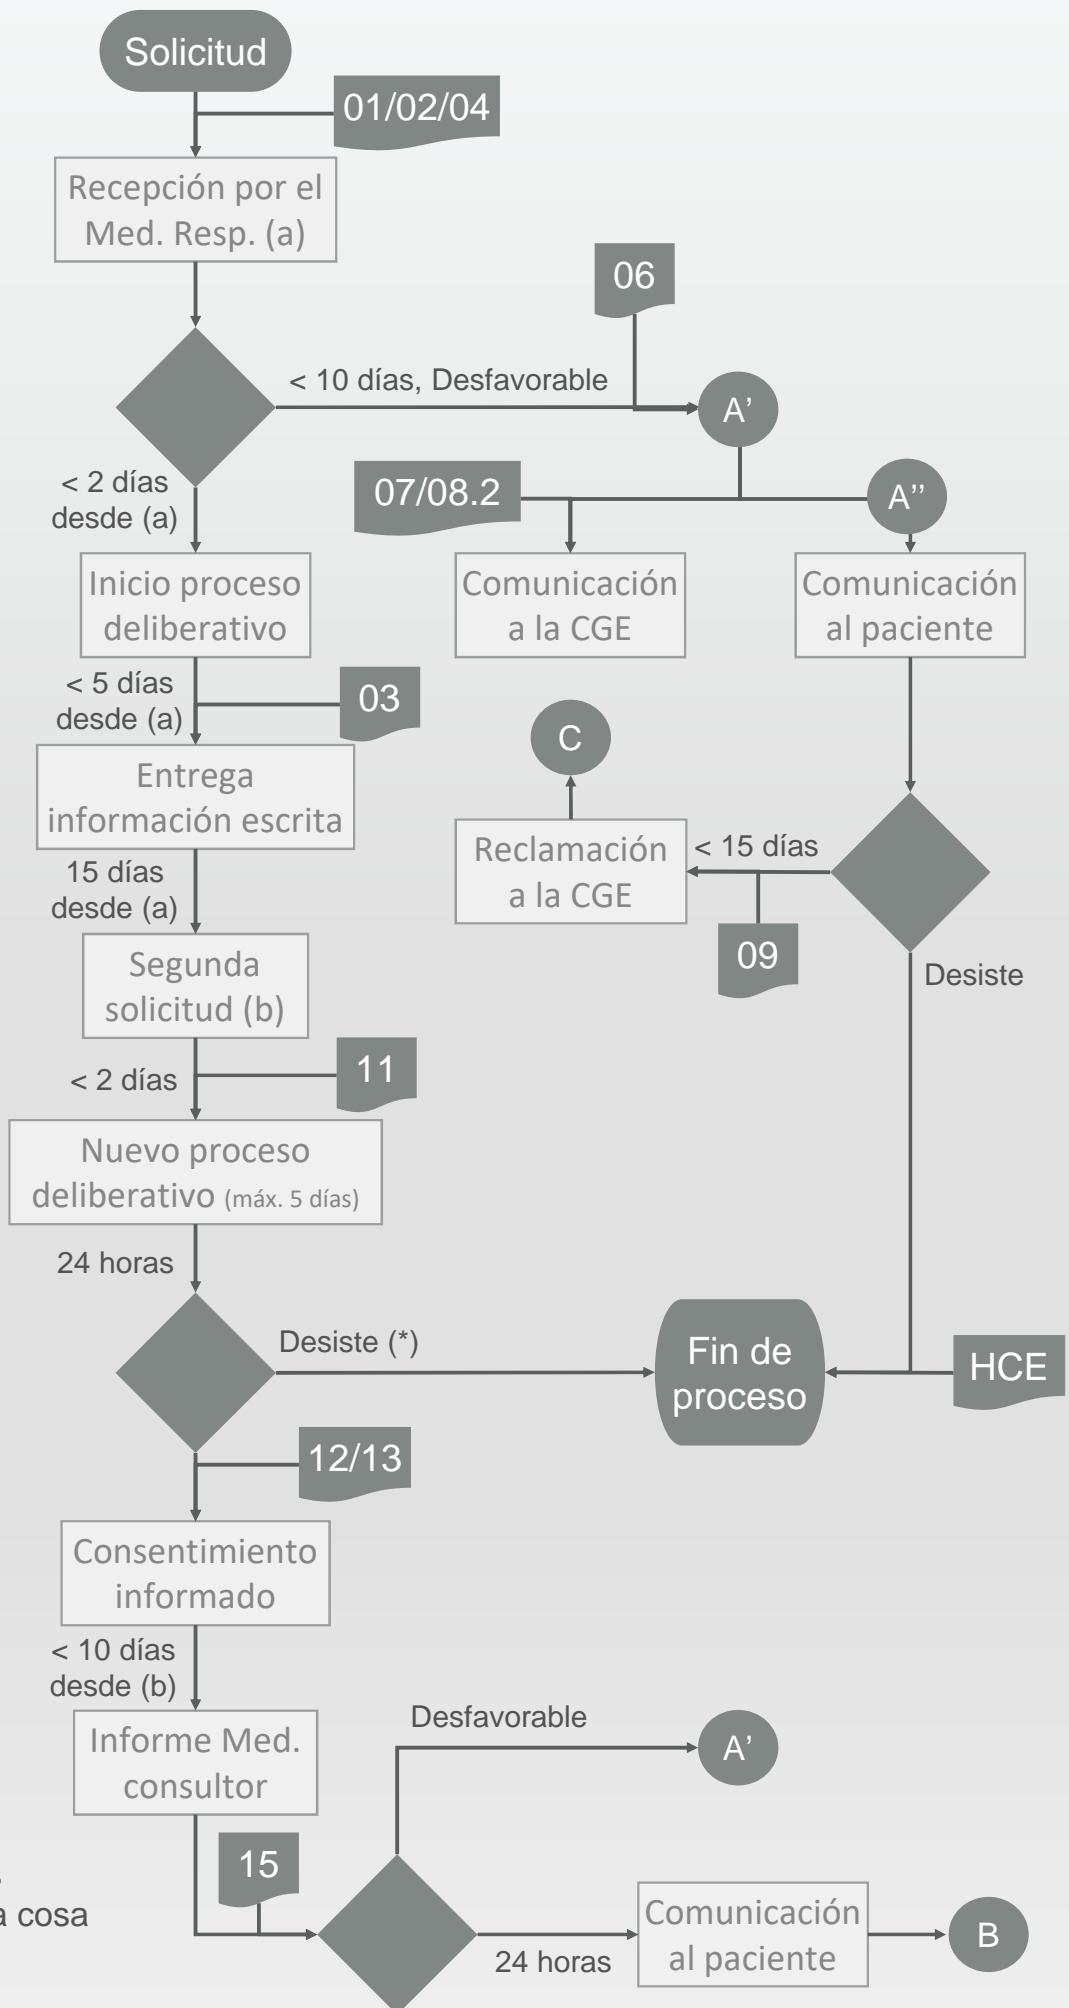 Solicitud
01/02/04
Recepción por el
Med. Resp. (a)
06
< 10 días, Desfavorable
A’
< 2 días
desde (a)
07/08.2
A’’
Inicio proceso
deliberativo
Comunicación
a la CGE
Comunicación
al paciente
< 5 días
desde (a)
03
C
Entrega
información escrita
Reclamación
a la CGE
< 15 días
15 días
desde (a)
09
Desiste
Segunda
solicitud (b)
11
< 2 días
Nuevo proceso
deliberativo (máx. 5 días)
24 horas
Desiste (*)
Fin de
proceso
HCE
12/13
Consentimiento
informado
< 10 días
desde (b)
Informe Med.
consultor
Desfavorable
A’
15
a cosa
24 horas
Comunicación
al paciente
B